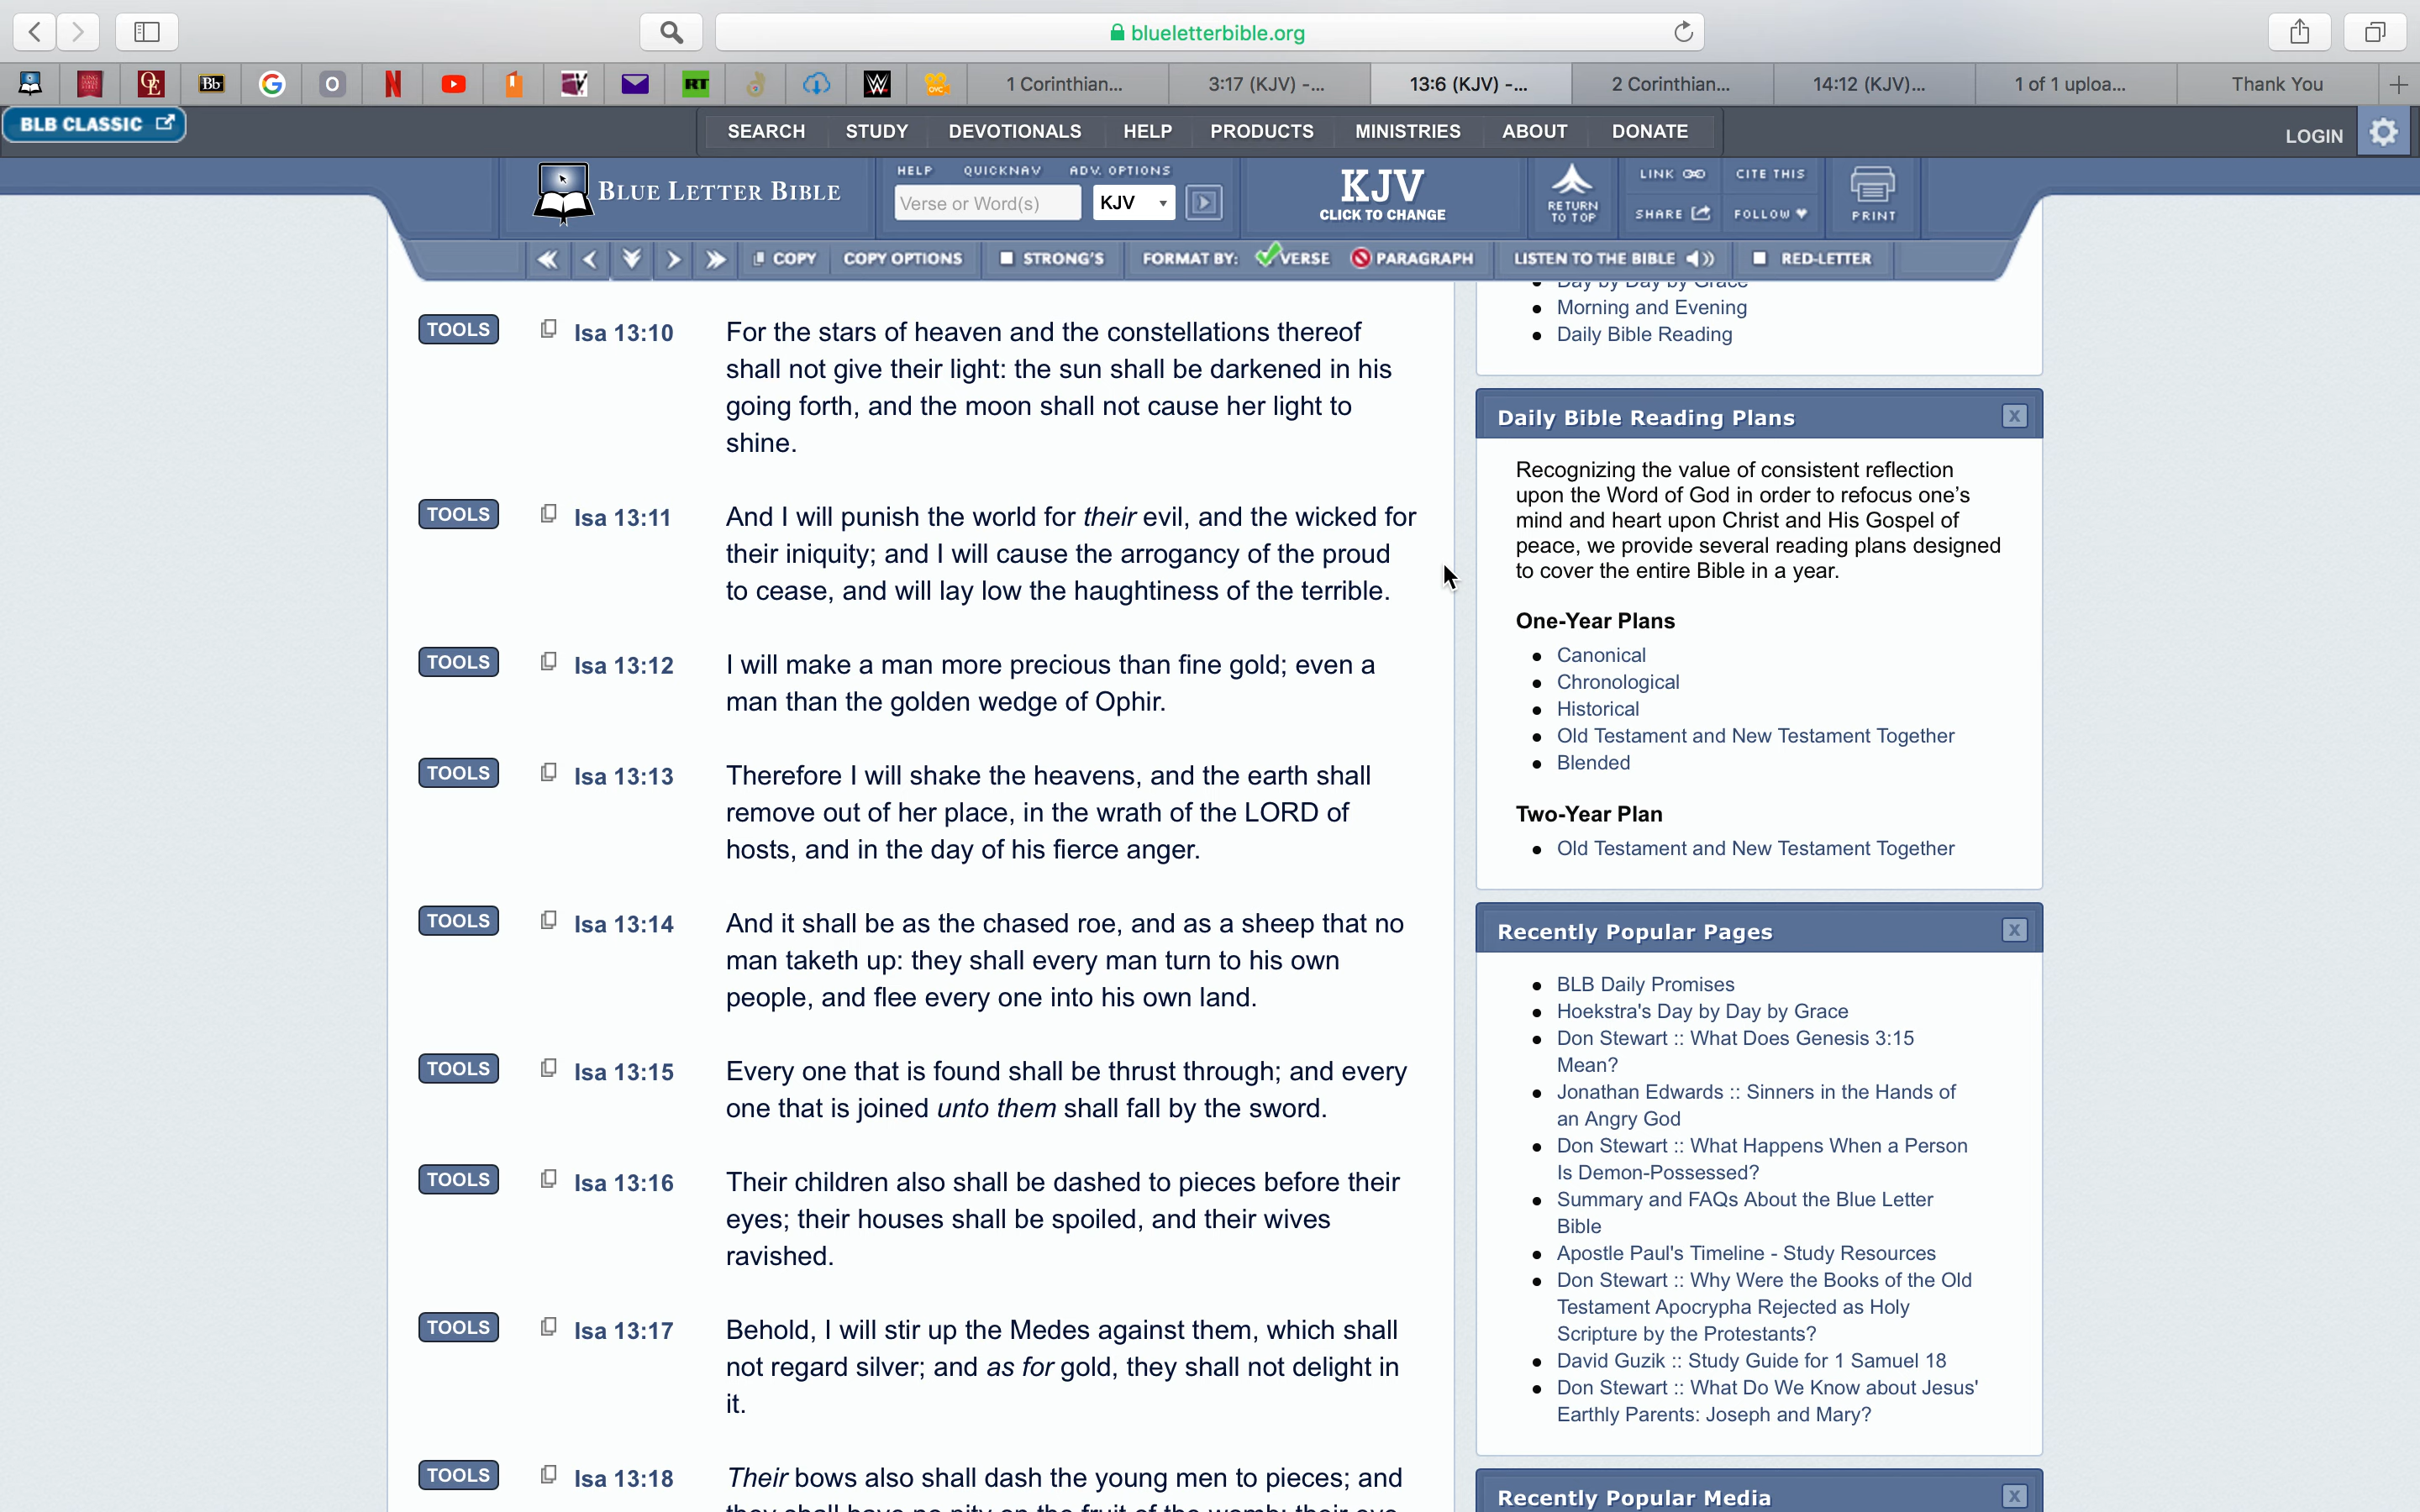 blueletterbible.org
1 Corinthian...
3:17 (KJV) -...
13:6 (KJV) -...
2 Corinthian...
14:12 (KJV)...
1 of 1 uploa...
Thank You
BLB CLASSIC
SEARCH STUDY DEVOTIONALS HELP PRODUCTS MINISTRIES ABOUT DONATE
LOGIN
BLUE LETTER BIBLE
HELP QUICKNAV ADV. OPTIONS
Verse or Word(s)
KJV
KJV
CLICK TO CHANGE
RETURN
TO TOP
LINK
CITE THIS
SHARE
FOLLOW
PRINT
COPY COPY OPTIONS STRONG'S FORMAT BY: VERSE PARAGRAPH LISTEN TO THE BIBLE RED-LETTER
TOOLS Isa 13:10 For the stars of heaven and the constellations thereof
shall not give their light: the sun shall be darkened in his
going forth, and the moon shall not cause her light to
shine.
TOOLS Isa 13:11 And I will punish the world for their evil, and the wicked for
their iniquity; and I will cause the arrogancy of the proud
to cease, and will lay low the haughtiness of the terrible.
TOOLS Isa 13:12 I will make a man more precious than fine gold; even a
man than the golden wedge of Ophir.
TOOLS Isa 13:13 Therefore I will shake the heavens, and the earth shall
remove out of her place, in the wrath of the LORD of
hosts, and in the day of his fierce anger.
TOOLS Isa 13:14 And it shall be as the chased roe, and as a sheep that no
man taketh up: they shall every man turn to his own
people, and flee every one into his own land.
TOOLS Isa 13:15 Every one that is found shall be thrust through; and every
one that is joined unto them shall fall by the sword.
TOOLS Isa 13:16 Their children also shall be dashed to pieces before their
eyes; their houses shall be spoiled, and their wives
ravished.
TOOLS Isa 13:17 Behold, I will stir up the Medes against them, which shall
not regard silver; and as for gold, they shall not delight in
it.
TOOLS Isa 13:18 Their bows also shall dash the young men to pieces; and
they shall have no pity on the fruit of the womb; their eye
Day by Day by Grace
Morning and Evening
Daily Bible Reading
Daily Bible Reading Plans X
Recognizing the value of consistent reflection
upon the Word of God in order to refocus one's
mind and heart upon Christ and His Gospel of
peace, we provide several reading plans designed
to cover the entire Bible in a year.
One-Year Plans
Canonical
Chronological
Historical
Old Testament and New Testament Together
Blended
Two-Year Plan
Old Testament and New Testament Together
Recently Popular Pages X
BLB Daily Promises
Hoekstra's Day by Day by Grace
Don Stewart :: What Does Genesis 3:15
Mean?
Jonathan Edwards :: Sinners in the Hands of
an Angry God
Don Stewart :: What Happens When a Person
Is Demon-Possessed?
Summary and FAQs About the Blue Letter
Bible
Apostle Paul's Timeline - Study Resources
Don Stewart :: Why Were the Books of the Old
Testament Apocrypha Rejected as Holy
Scripture by the Protestants?
David Guzik :: Study Guide for 1 Samuel 18
Don Stewart :: What Do We Know about Jesus'
Earthly Parents: Joseph and Mary?
Recently Popular Media X